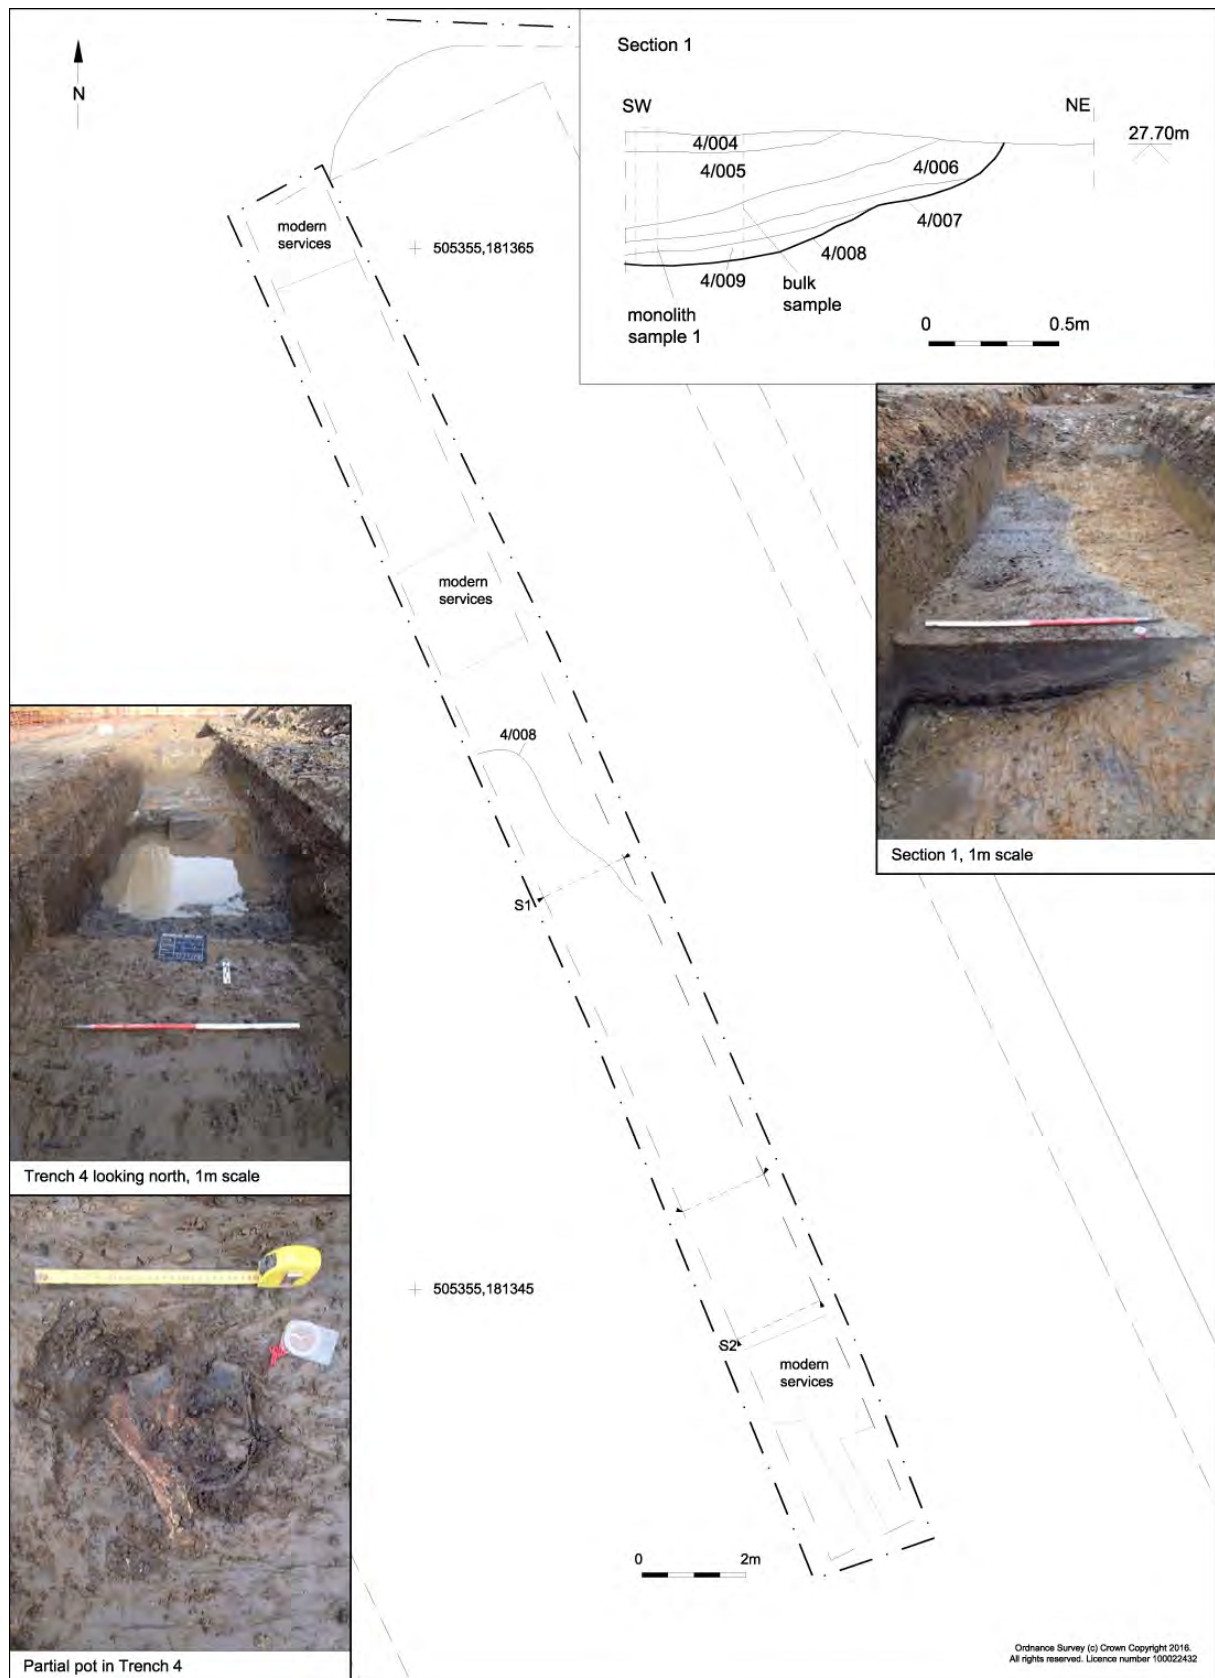 N
modern
services
505355,181365
Section 1
SW
NE
27.70m
4/004
4/005
4/006
4/007
4/008
4/009
bulk
sample
monolith
sample 1
0 0.5m
modern
services
4/008
S1
Section 1, 1m scale
Trench 4 looking north, 1m scale
505355,181345
S2
modern
services
0 2m
Partial pot in Trench 4
Ordnance Survey (c) Crown Copyright 2016.
All rights reserved. Licence number 100022432